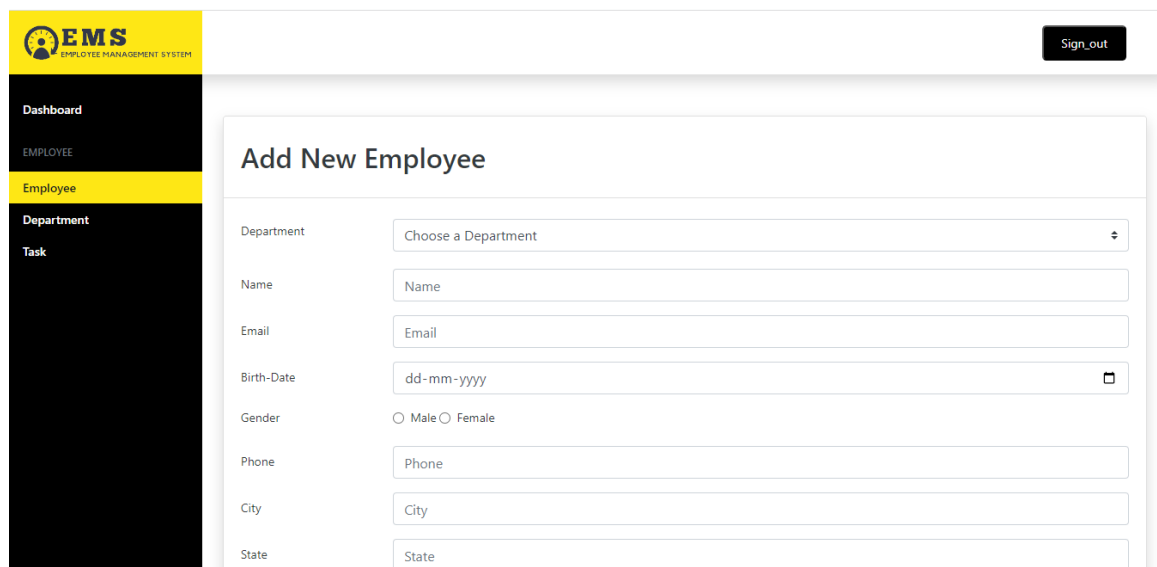 EMS
EMPLOYEE MANAGEMENT SYSTEM
Sign_out
Dashboard
EMPLOYEE
Employee
Department
Task
Add New Employee
Department Choose a Department
Name Name
Email Email
Birth-Date dd-mm-yyyy
Gender Male Female
Phone Phone
City City
State State